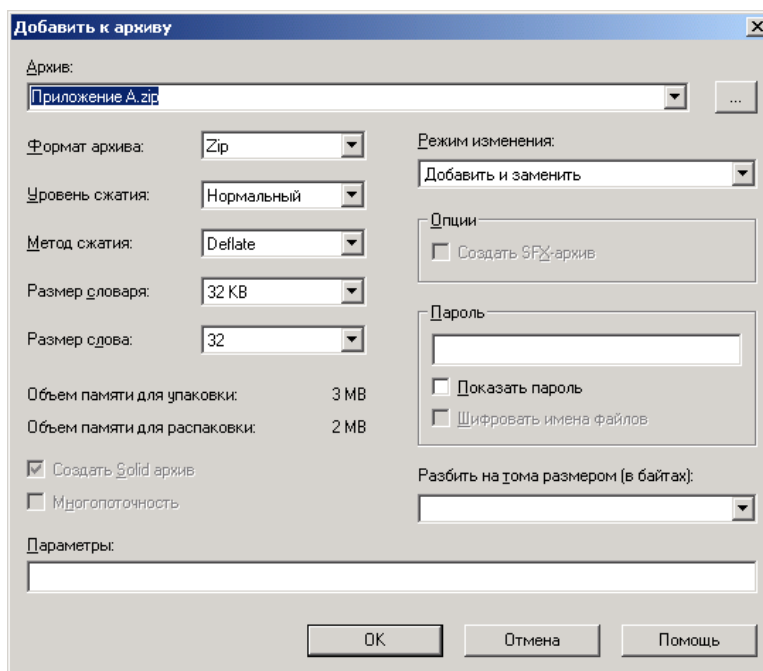 Добавить к архиву
Архив:
Приложение A.zip
...
Формат архива: Zip
Режим изменения:
Добавить и заменить
Уровень сжатия: Нормальный
Опции
Создать SFX-архив
Метод сжатия: Deflate
Размер словаря: 32 KB
Пароль
Размер слова: 32
Показать пароль
Шифровать имена файлов
Объем памяти для упаковки: 3 MB
Объем памяти для распаковки: 2 MB
Создать Solid архив
Многопоточность
Разбить на тома размером (в байтах):
Параметры:
OK
Отмена
Помощь